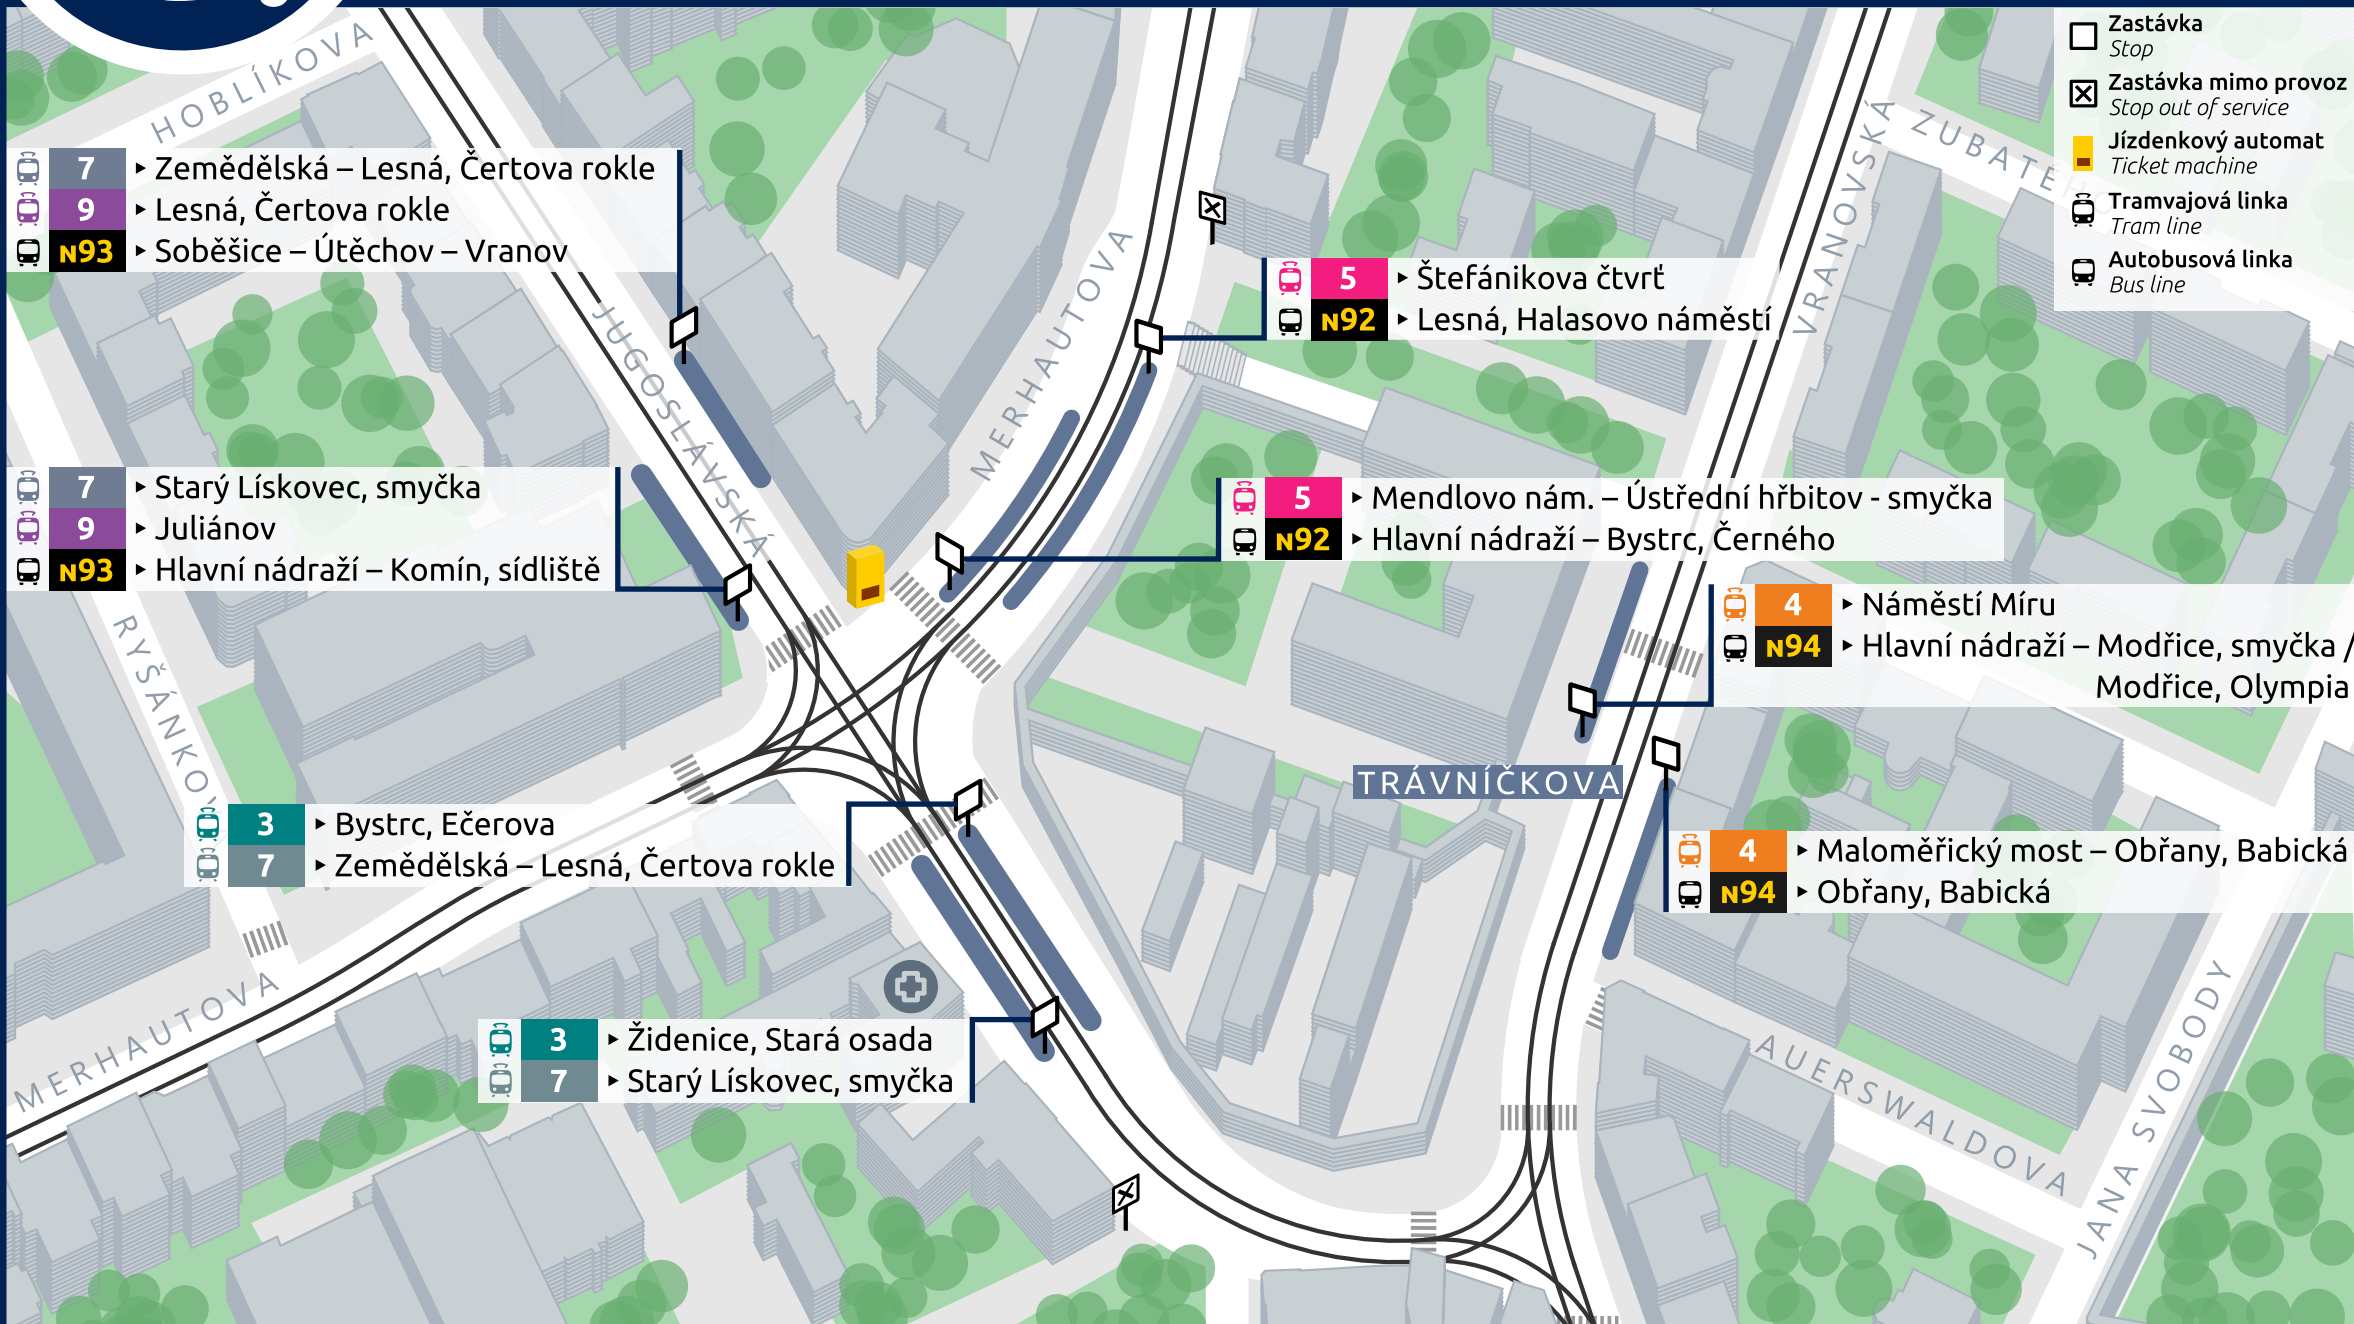 Zastávka
Stop
Zastávka mimo provoz
Stop out of service
Jízdenkový automat
Ticket machine
Tramvajová linka
Tram line
Autobusová linka
Bus line
HOBLÍKOVA
7 ▸ Zemědělská – Lesná, Čertova rokle
9 ▸ Lesná, Čertova rokle
N93 ▸ Soběšice – Útěchov – Vranov
JUGOSLÁVSKÁ
MERHAUTOVA
VRANOVSKÁ
5 ▸ Štefánikova čtvrť
N92 ▸ Lesná, Halasovo náměstí
7 ▸ Starý Lískovec, smyčka
9 ▸ Juliánov
N93 ▸ Hlavní nádraží – Komín, sídliště
5 ▸ Mendlovo nám. – Ústřední hřbitov - smyčka
N92 ▸ Hlavní nádraží – Bystrc, Černého
4 ▸ Náměstí Míru
N94 ▸ Hlavní nádraží – Modřice, smyčka /
Modřice, Olympia
TRÁVNÍČKOVA
3 ▸ Bystrc, Ečerova
7 ▸ Zemědělská – Lesná, Čertova rokle
4 ▸ Maloměřický most – Obřany, Babická
N94 ▸ Obřany, Babická
MERHAUTOVA
3 ▸ Židenice, Stará osada
7 ▸ Starý Lískovec, smyčka
AUERSWALDOVA
JANA SVOBODY